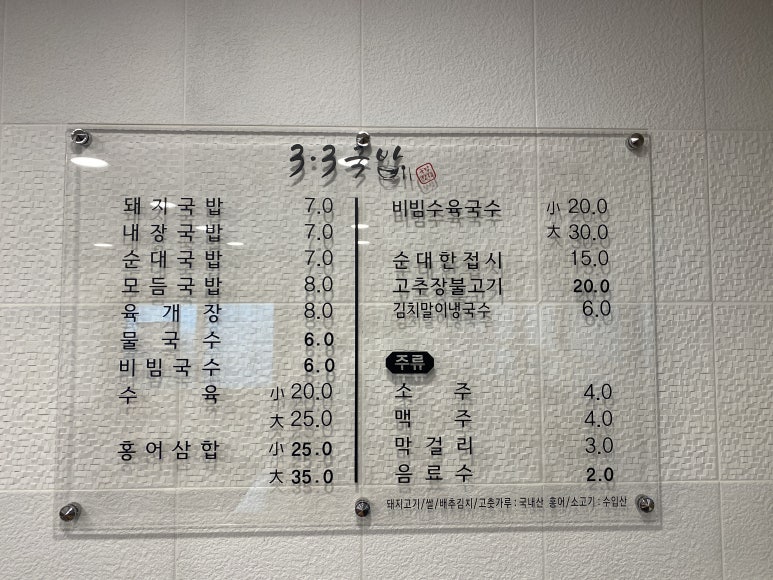 3·3국밥
돼지국밥 7.0
내장국밥 7.0
순대국밥 7.0
모듬국밥 8.0
육개장 8.0
물국수 6.0
비빔국수 6.0
수육 小 20.0
大 25.0
홍어삼합 小 25.0
大 35.0
비빔수육국수 小 20.0
大 30.0
순대한접시 15.0
고추장불고기 20.0
김치말이냉국수 6.0
주류
소주 4.0
맥주 4.0
막걸리 3.0
음료수 2.0
돼지고기/쌀/배추김치/고춧가루 : 국내산 홍어/소고기 : 수입산